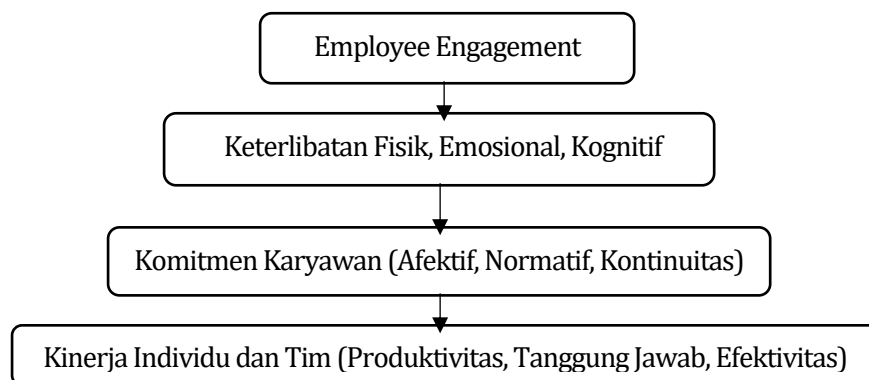 Employee Engagement
Keterlibatan Fisik, Emosional, Kognitif
Komitmen Karyawan (Afektif, Normatif, Kontinuitas)
Kinerja Individu dan Tim (Produktivitas, Tanggung Jawab, Efektivitas)